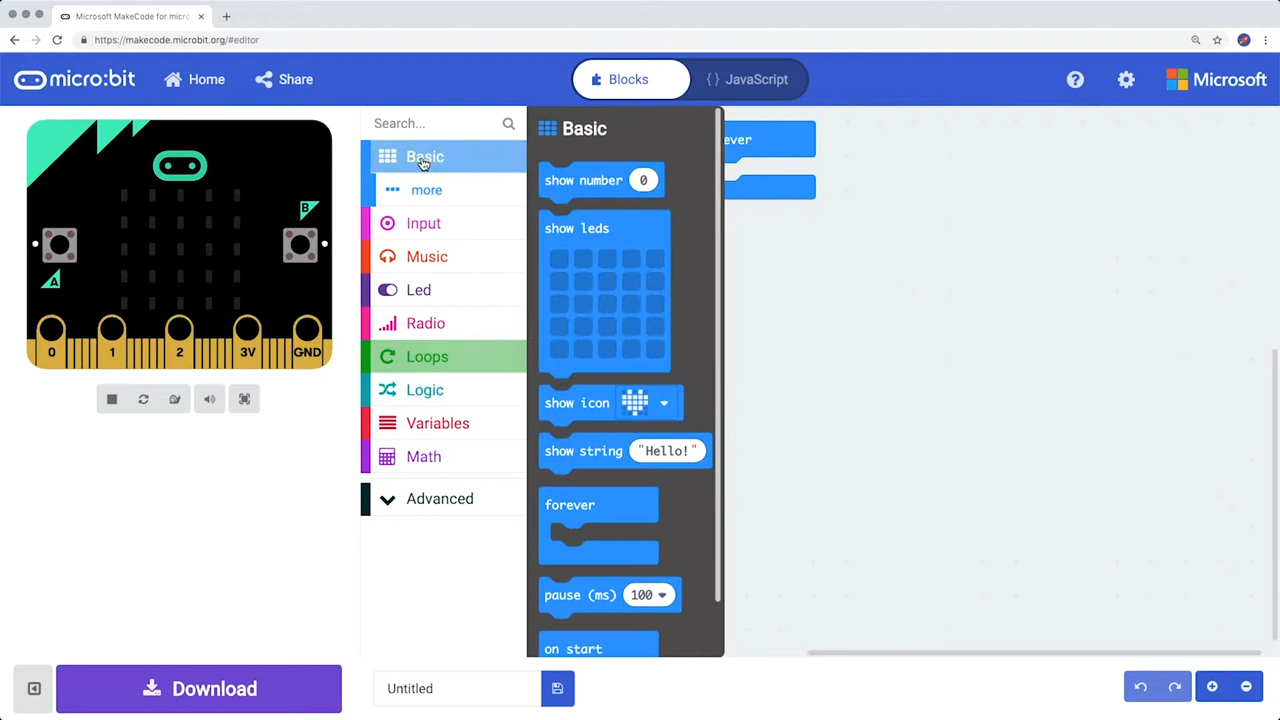 Microsoft MakeCode for micro
https://makecode.microbit.org/#editor
micro:bit
Home
Share
Blocks
{} JavaScript
?
Microsoft
B
A
0
1
2
3V
GND
Search...
Basic
more
Input
Music
Led
Radio
Loops
Logic
Variables
Math
Advanced
Basic
show number 0
show leds
show icon
show string "Hello!"
forever
pause (ms) 100
on start
ever
Download
Untitled